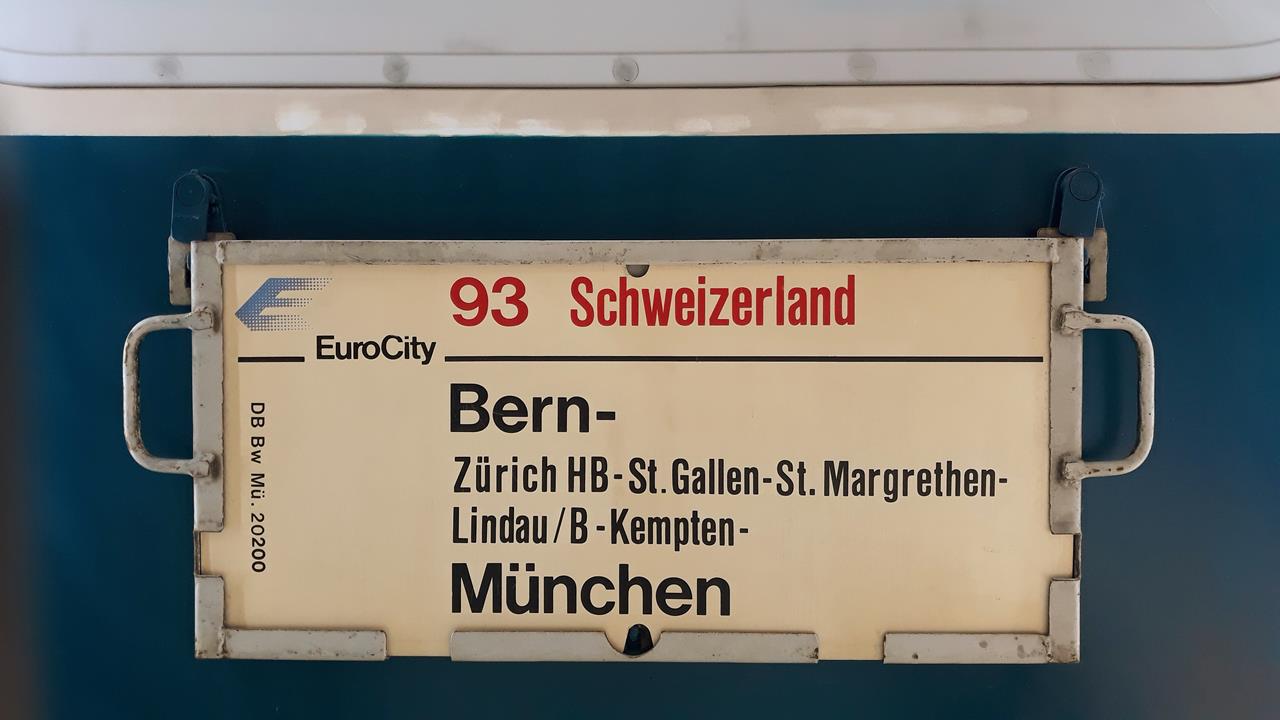 93 Schweizerland
EuroCity
Bern-
Zürich HB-St. Gallen-St. Margrethen-
Lindau/B-Kempten-
München
DB Bw Mü. 20200